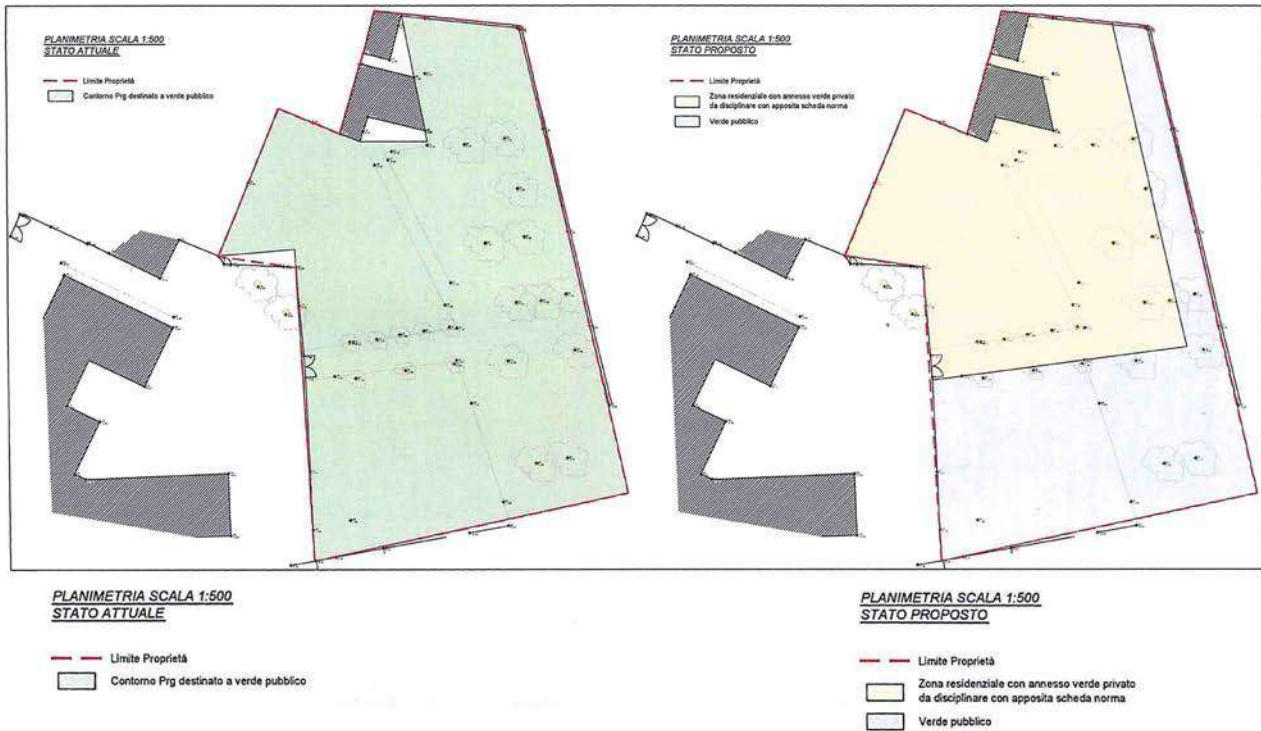 PLANIMETRIA SCALA 1:500
STATO ATTUALE
Limite Proprietà
Contorno Prg destinato a verde pubblico
PLANIMETRIA SCALA 1:500
STATO PROPOSTO
Limite Proprietà
Zona residenziale con annesso verde privato
da disciplinare con apposita scheda norma
Verde pubblico
PLANIMETRIA SCALA 1:500
STATO ATTUALE
Limite Proprietà
Contorno Prg destinato a verde pubblico
PLANIMETRIA SCALA 1:500
STATO PROPOSTO
Limite Proprietà
Zona residenziale con annesso verde privato
da disciplinare con apposita scheda norma
Verde pubblico